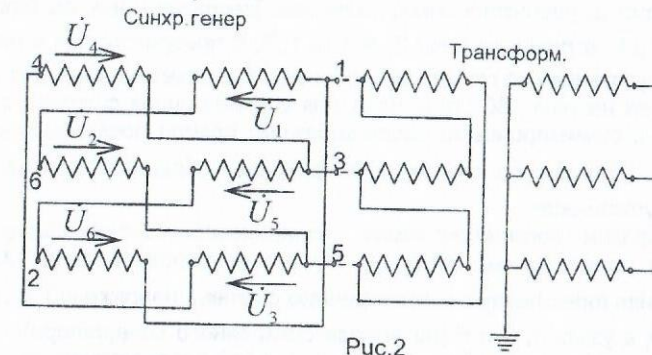 Синхр.генер
Трансформ.
4 U̇4 1
U̇1
6 U̇2 3
U̇5
2 U̇6 5
U̇3
Рис.2